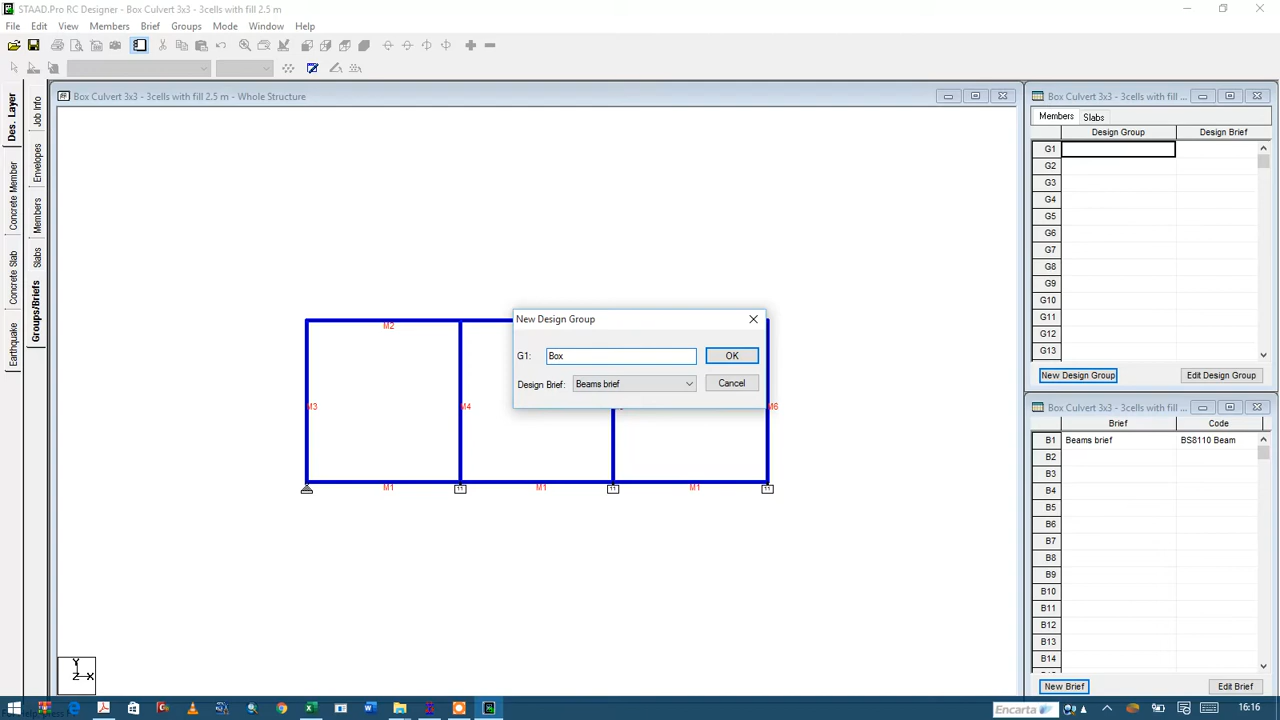 STAAD.Pro RC Designer - Box Culvert 3x3 - 3cells with fill 2.5 m
File Edit View Members Brief Groups Mode Window Help
Des. Layer
Concrete Member
Concrete Slab
Earthquake
Job Info
Envelopes
Members
Slabs
Groups/Briefs
Box Culvert 3x3 - 3cells with fill 2.5 m - Whole Structure
M2
M3
M4
M6
M1
M1
M1
Y
Z X
New Design Group
G1: Box OK
Design Brief: Beams brief Cancel
Box Culvert 3x3 - 3cells with fill ...
Members Slabs
Design Group Design Brief
G1
G2
G3
G4
G5
G6
G7
G8
G9
G10
G11
G12
G13
New Design Group Edit Design Group
Box Culvert 3x3 - 3cells with fill ...
Brief Code
B1 Beams brief BS8110 Beam
B2
B3
B4
B5
B6
B7
B8
B9
B10
B11
B12
B13
B14
New Brief Edit Brief
Encarta
16:16